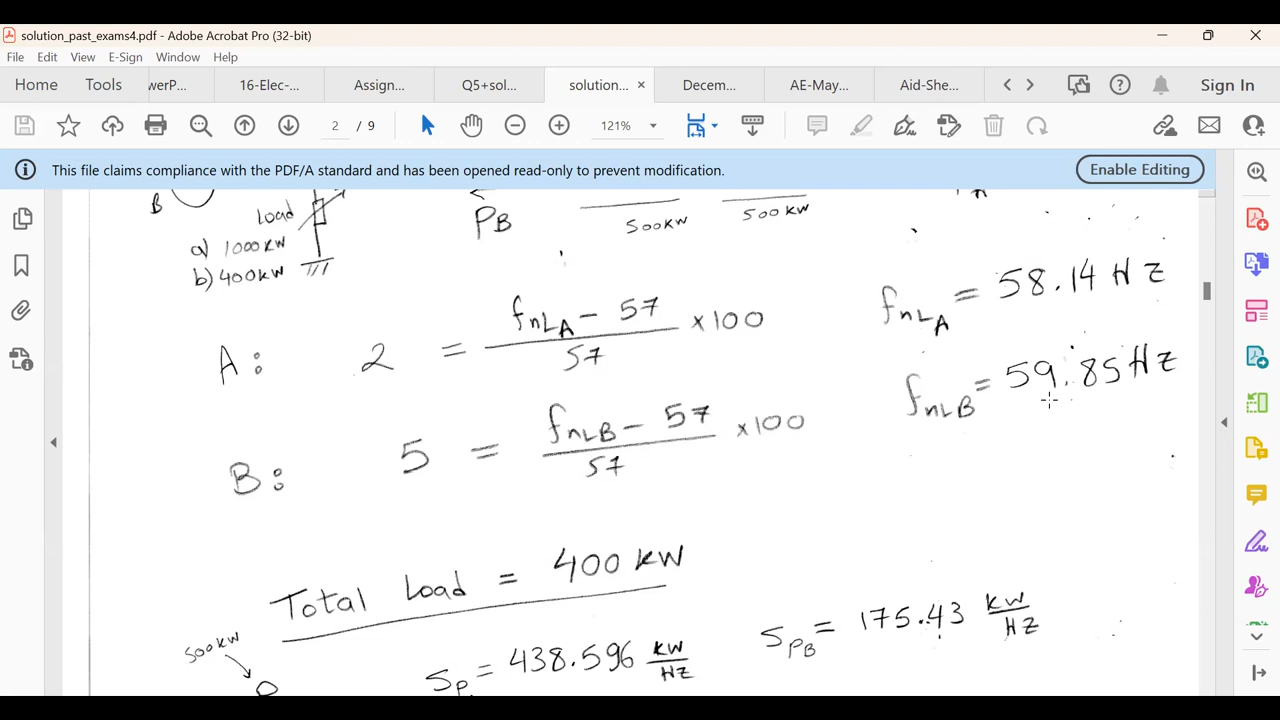 solution_past_exams4.pdf - Adobe Acrobat Pro (32-bit)
File Edit View Window Help
Home Tools werP... 16-Elec-... Assign... Q5+sol... solution... × Decem... AE-May... Aid-She... Sign In
2 / 9 121%
This file claims compliance with the PDF/A standard and has been opened read-only to prevent modification. Enable Editing
B Load PB 500KW 500KW A
a) 1000KW
b) 400KW
A: 2 = (fnLA - 57) / 57 × 100 fnLA = 58.14 HZ
B: 5 = (fnLB - 57) / 57 × 100 fnLB = 59.85 HZ
Total Load = 400 KW
500KW
SP = 438.596 KW/HZ SPB = 175.43 KW/HZ